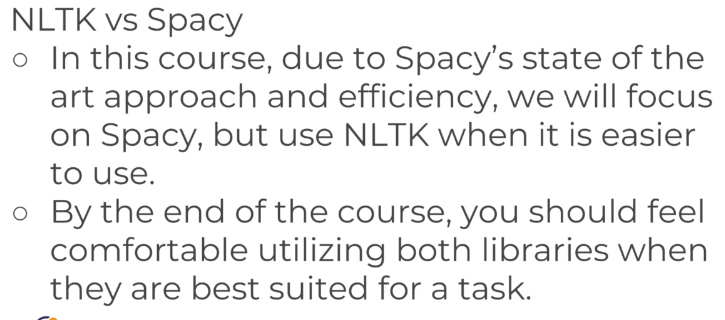 NLTK vs Spacy
○ In this course, due to Spacy's state of the
art approach and efficiency, we will focus
on Spacy, but use NLTK when it is easier
to use.
○ By the end of the course, you should feel
comfortable utilizing both libraries when
they are best suited for a task.